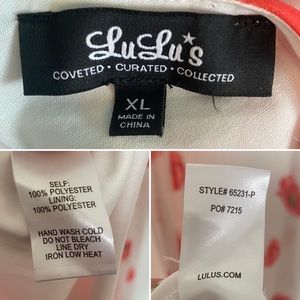 LuLu's
COVETED • CURATED • COLLECTED
XL
MADE IN
CHINA
SELF:
100% POLYESTER
LINING:
100% POLYESTER
HAND WASH COLD
DO NOT BLEACH
LINE DRY
IRON LOW HEAT
STYLE# 65231-P
PO# 7215
LULUS.COM